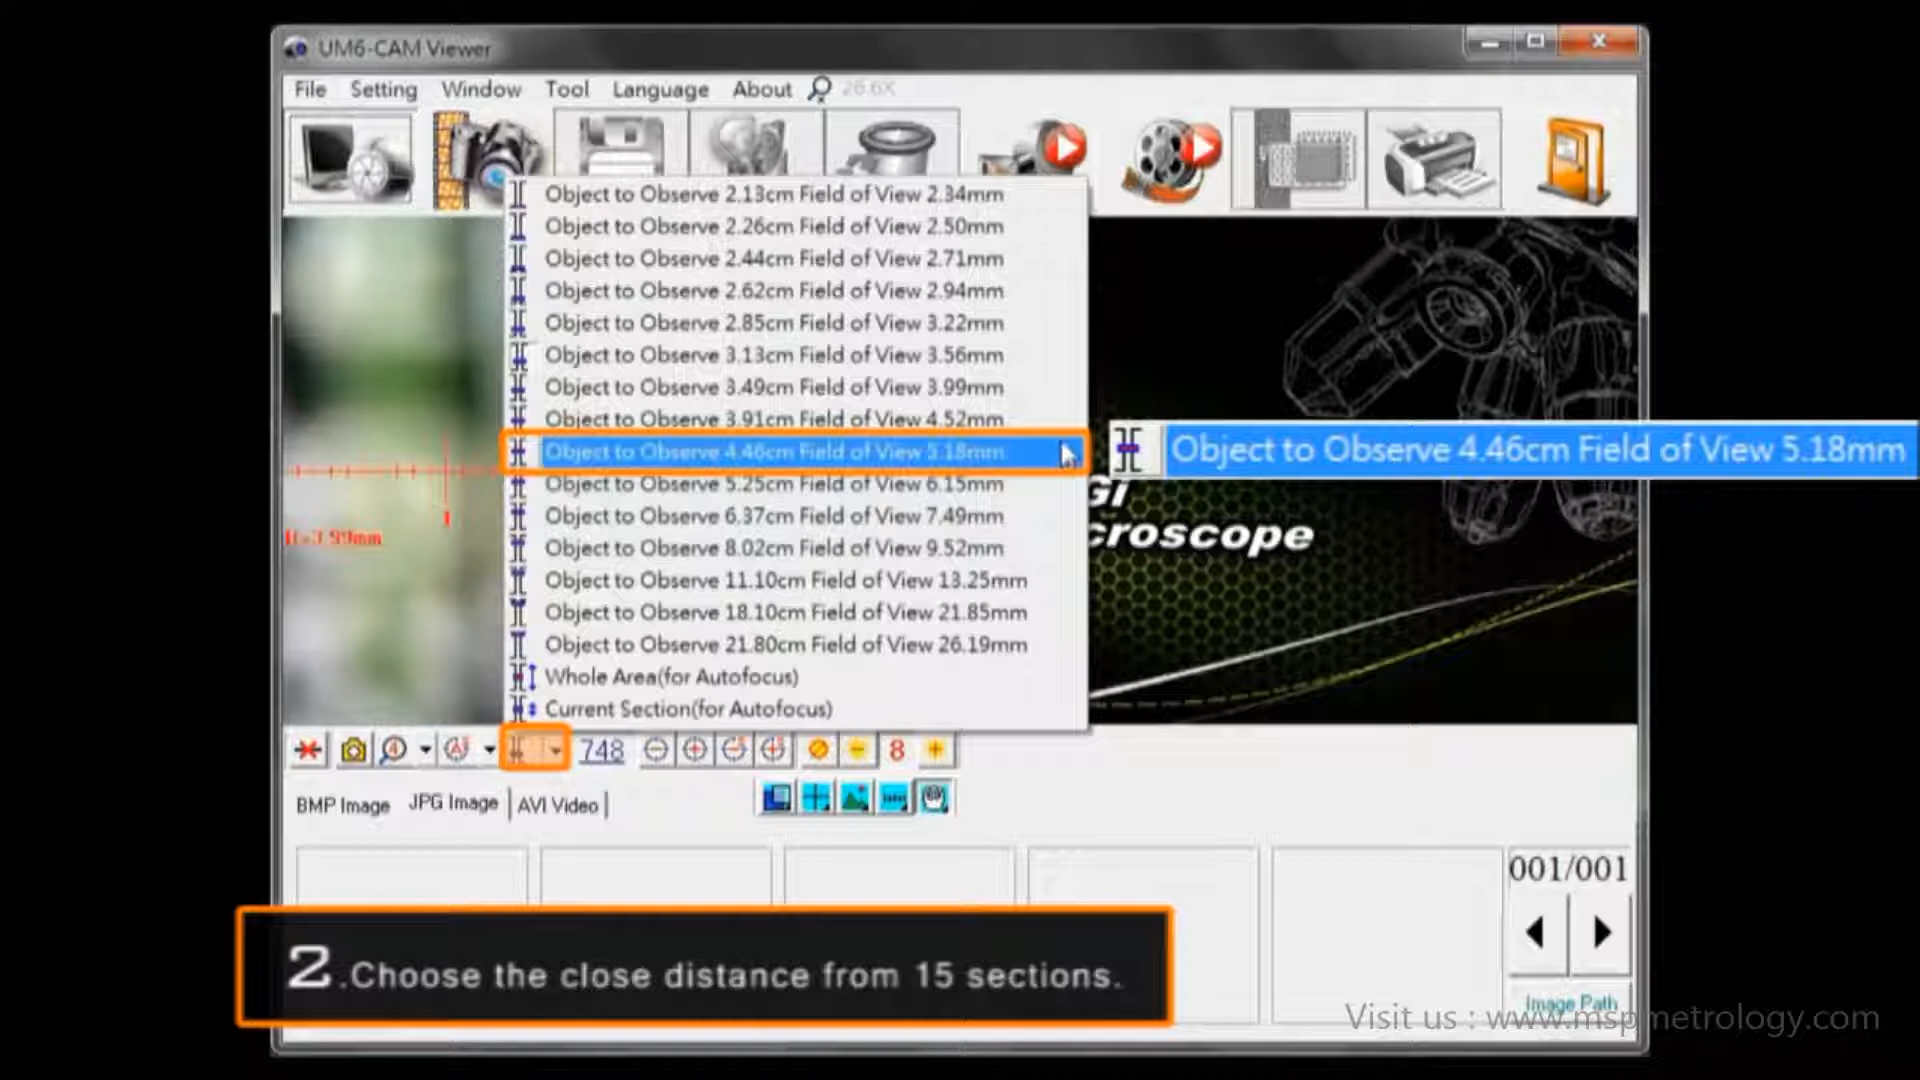 UM6-CAM Viewer
File Setting Window Tool Language About 26.6X
Object to Observe 2.13cm Field of View 2.34mm
Object to Observe 2.26cm Field of View 2.50mm
Object to Observe 2.44cm Field of View 2.71mm
Object to Observe 2.62cm Field of View 2.94mm
Object to Observe 2.85cm Field of View 3.22mm
Object to Observe 3.13cm Field of View 3.56mm
Object to Observe 3.49cm Field of View 3.99mm
Object to Observe 3.91cm Field of View 4.52mm
Object to Observe 4.46cm Field of View 5.18mm
Object to Observe 4.46cm Field of View 5.18mm
Object to Observe 5.25cm Field of View 6.15mm
Object to Observe 6.37cm Field of View 7.49mm
Object to Observe 8.02cm Field of View 9.52mm
Object to Observe 11.10cm Field of View 13.25mm
Object to Observe 18.10cm Field of View 21.85mm
Object to Observe 21.80cm Field of View 26.19mm
Whole Area(for Autofocus)
Current Section(for Autofocus)
croscope
H=3.99mm
748 8
BMP Image JPG Image AVI Video
001/001
Image Path
2.Choose the close distance from 15 sections.
Visit us : www.mspmetrology.com